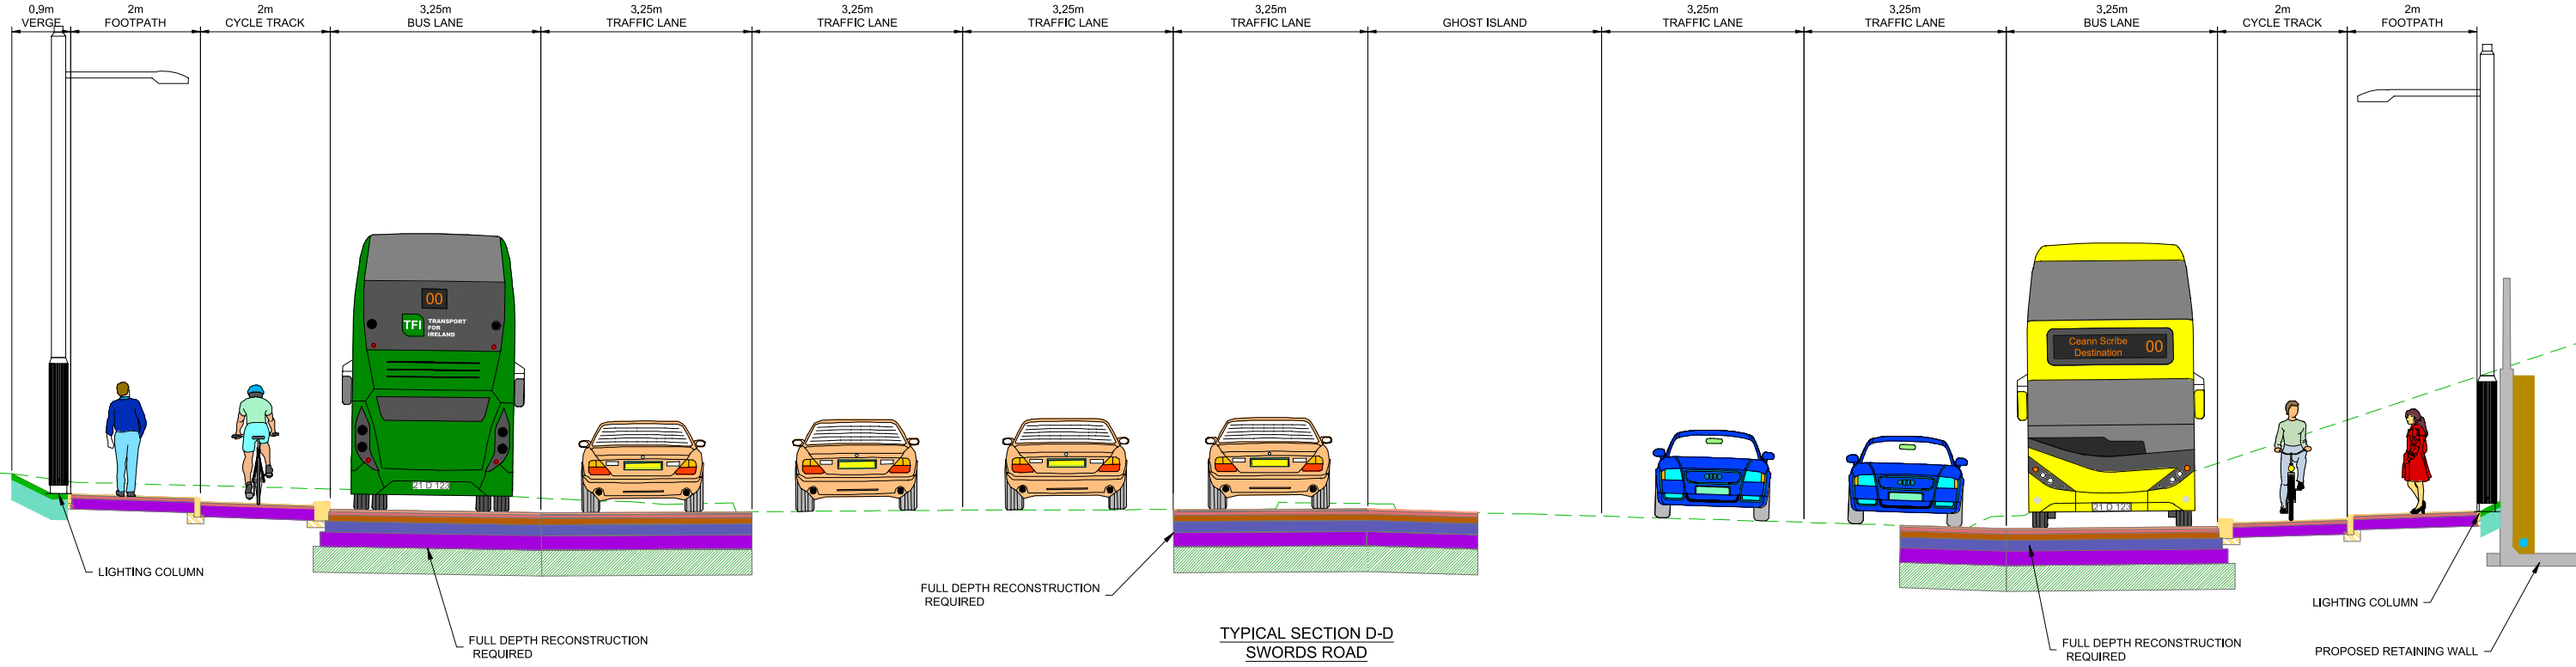 0,9m
VERGE
2m
FOOTPATH
2m
CYCLE TRACK
3,25m
BUS LANE
3,25m
TRAFFIC LANE
3,25m
TRAFFIC LANE
3,25m
TRAFFIC LANE
3,25m
TRAFFIC LANE
GHOST ISLAND
3,25m
TRAFFIC LANE
3,25m
TRAFFIC LANE
3,25m
BUS LANE
2m
CYCLE TRACK
2m
FOOTPATH
00
TFI
TRANSPORT
FOR
IRELAND
21 D 123
Ceann Scribe
Destination
00
21 D 123
LIGHTING COLUMN
FULL DEPTH RECONSTRUCTION
REQUIRED
FULL DEPTH RECONSTRUCTION
REQUIRED
TYPICAL SECTION D-D
SWORDS ROAD
FULL DEPTH RECONSTRUCTION
REQUIRED
LIGHTING COLUMN
PROPOSED RETAINING WALL